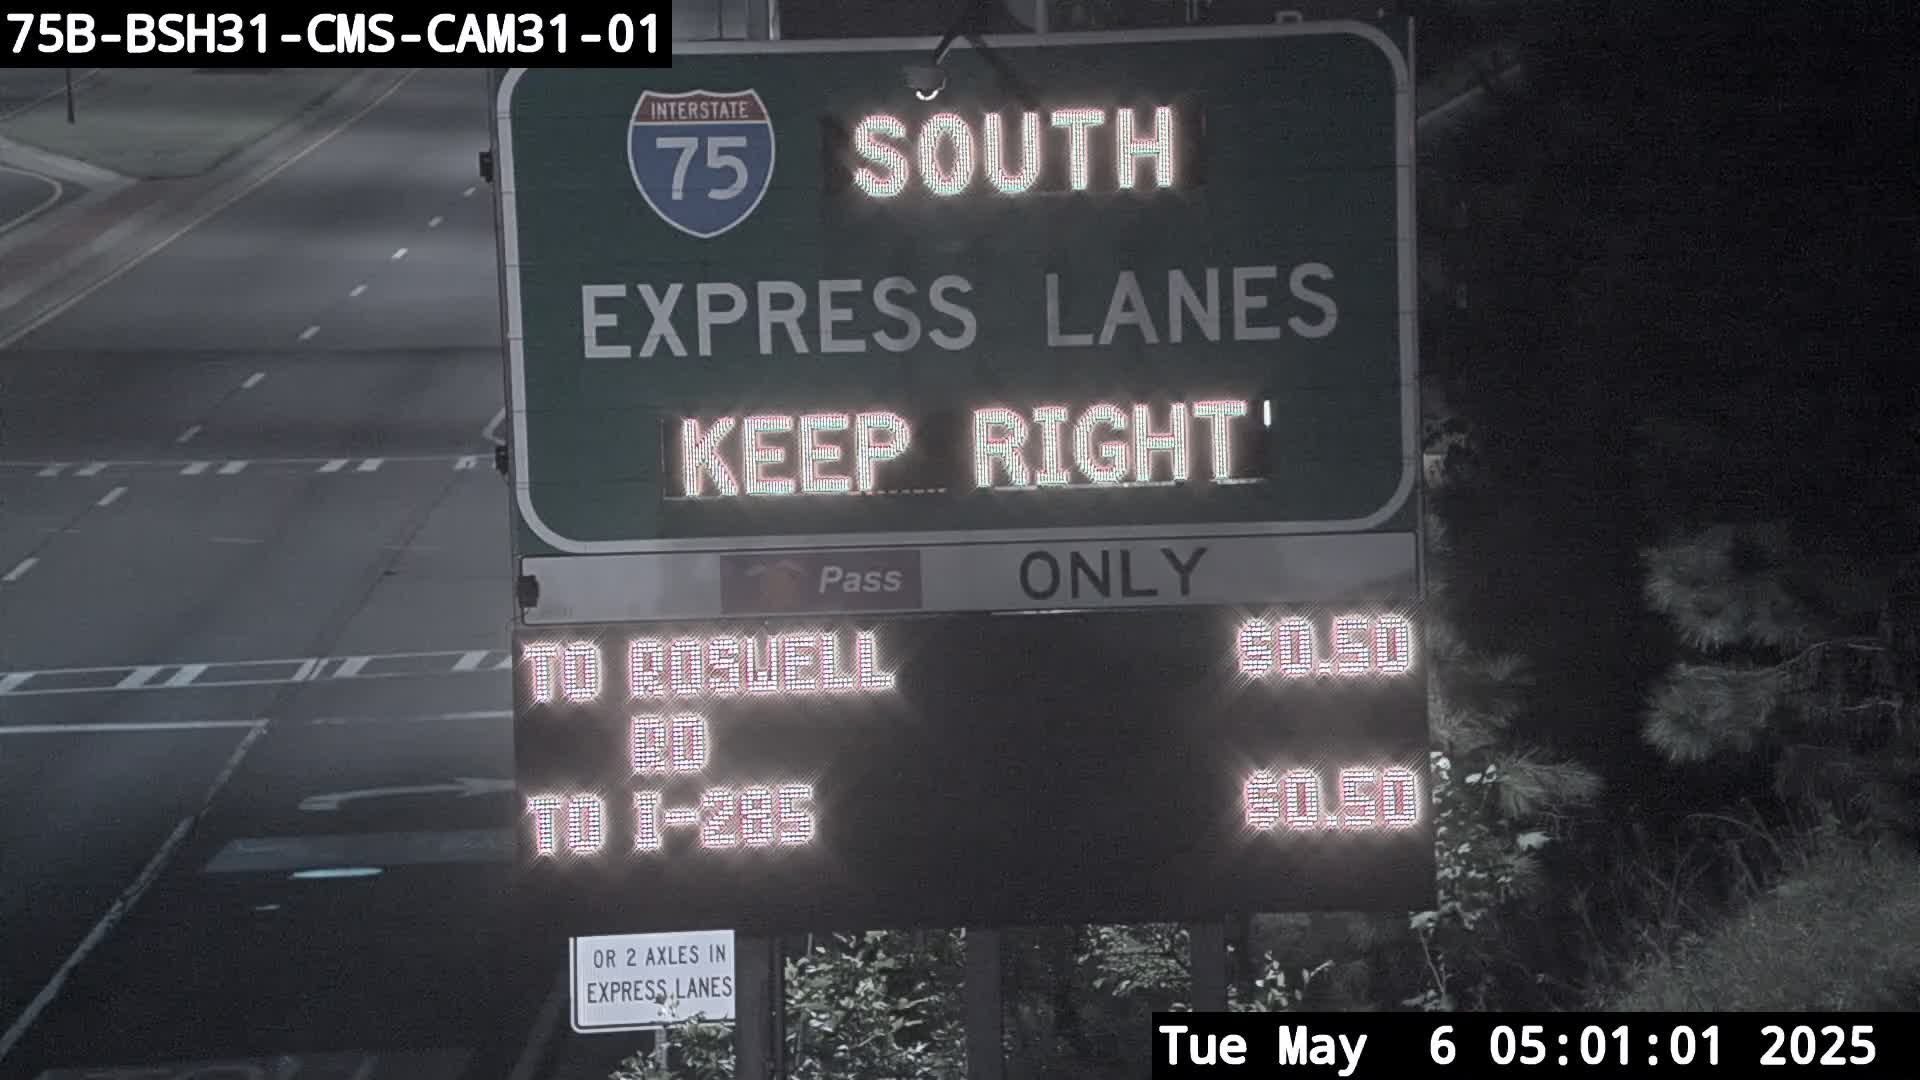 75B-BSH31-CMS-CAM31-01
INTERSTATE
75
SOUTH
EXPRESS LANES
KEEP RIGHT
Pass ONLY
TO ROSWELL $0.50
RD
TO I-285 $0.50
OR 2 AXLES IN
EXPRESS LANES
Tue May 6 05:01:01 2025